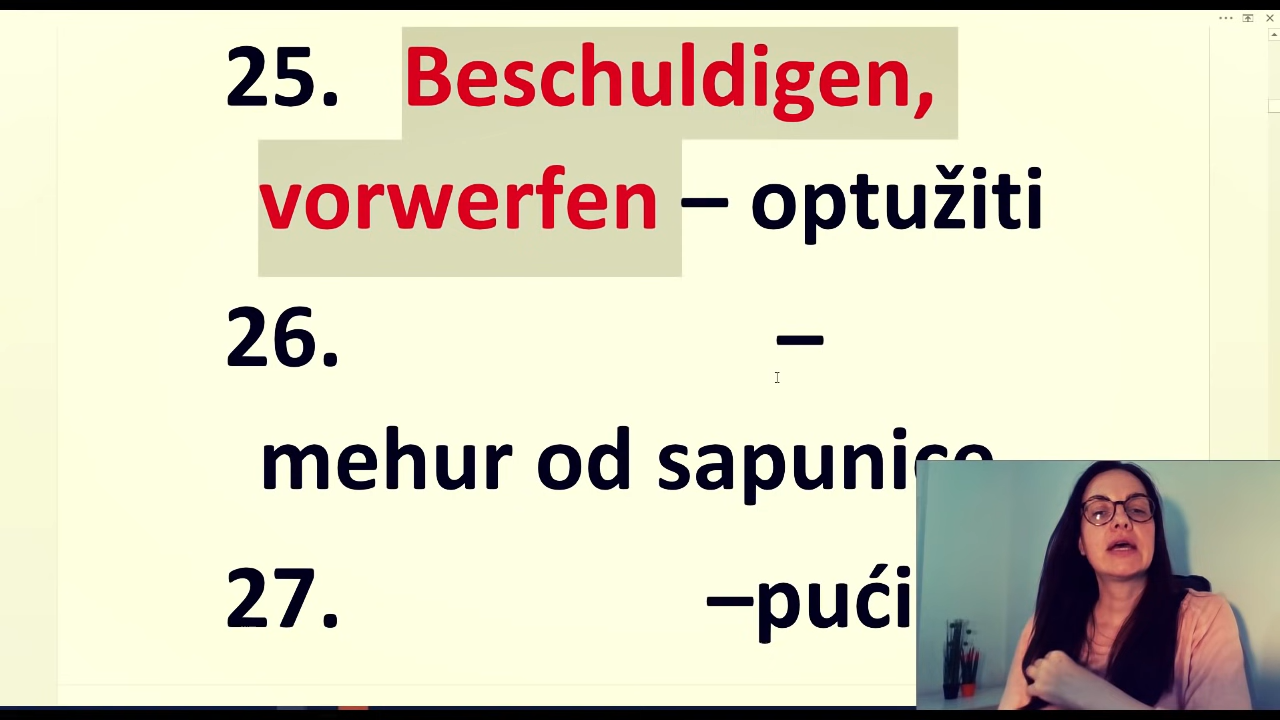 25. Beschuldigen,
vorwerfen – optužiti
26. –
mehur od sapunice
27. –pući